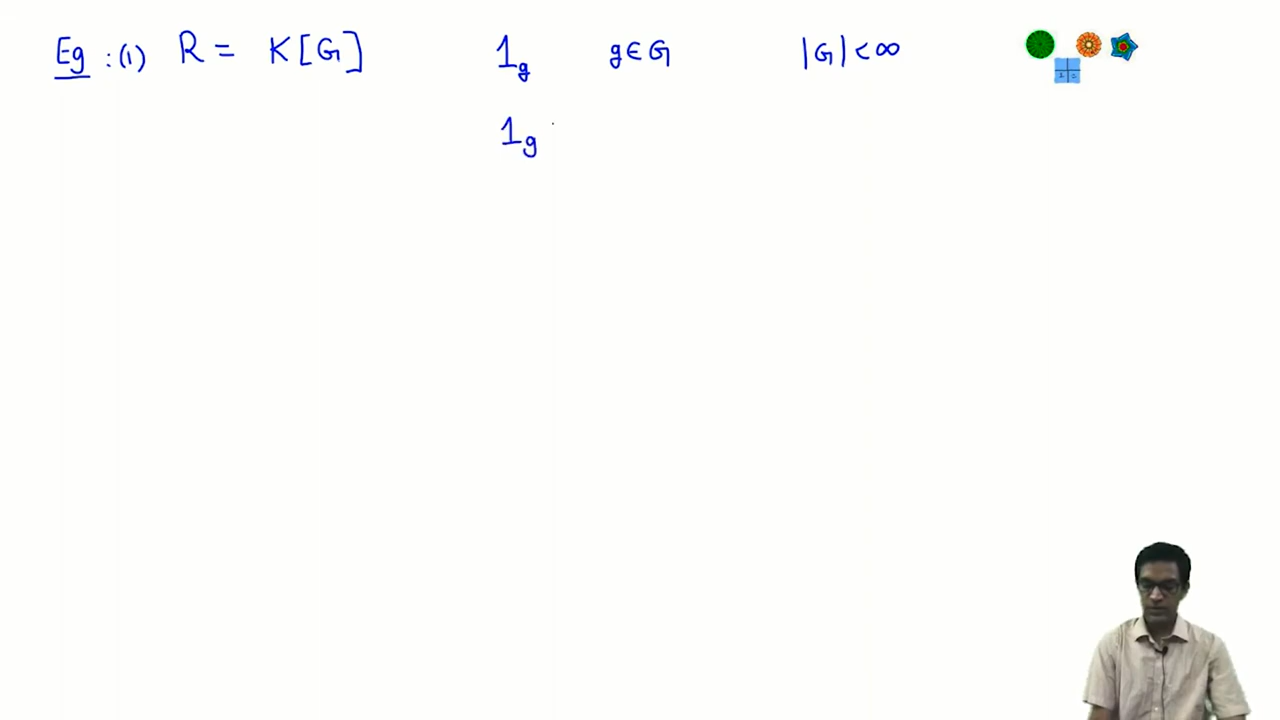 Eg : (1) R = K[G] 1_g g∈G |G| < ∞
1_g